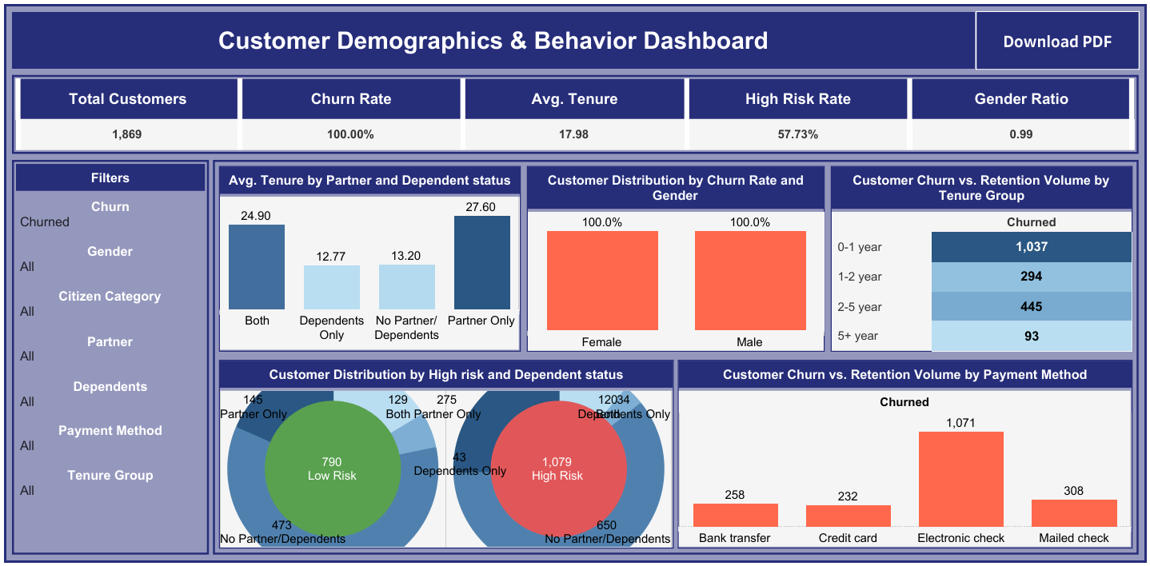 Customer Demographics & Behavior Dashboard
Download PDF
Total Customers
Churn Rate
Avg. Tenure
High Risk Rate
Gender Ratio
1,869
100.00%
17.98
57.73%
0.99
Filters
Churn
Churned
Gender
All
Citizen Category
All
Partner
All
Dependents
All
Payment Method
All
Tenure Group
All
Avg. Tenure by Partner and Dependent status
24.90
12.77
13.20
27.60
Both
Dependents
Only
No Partner/
Dependents
Partner Only
Customer Distribution by Churn Rate and
Gender
100.0%
100.0%
Female
Male
Customer Churn vs. Retention Volume by
Tenure Group
Churned
0-1 year
1,037
1-2 year
294
2-5 year
445
5+ year
93
Customer Distribution by High risk and Dependent status
145
Partner Only
129
Both
790
Low Risk
43
Dependents Only
473
No Partner/Dependents
275
Partner Only
120
Both
34
Dependents Only
1,079
High Risk
650
No Partner/Dependents
Customer Churn vs. Retention Volume by Payment Method
Churned
258
232
1,071
308
Bank transfer
Credit card
Electronic check
Mailed check